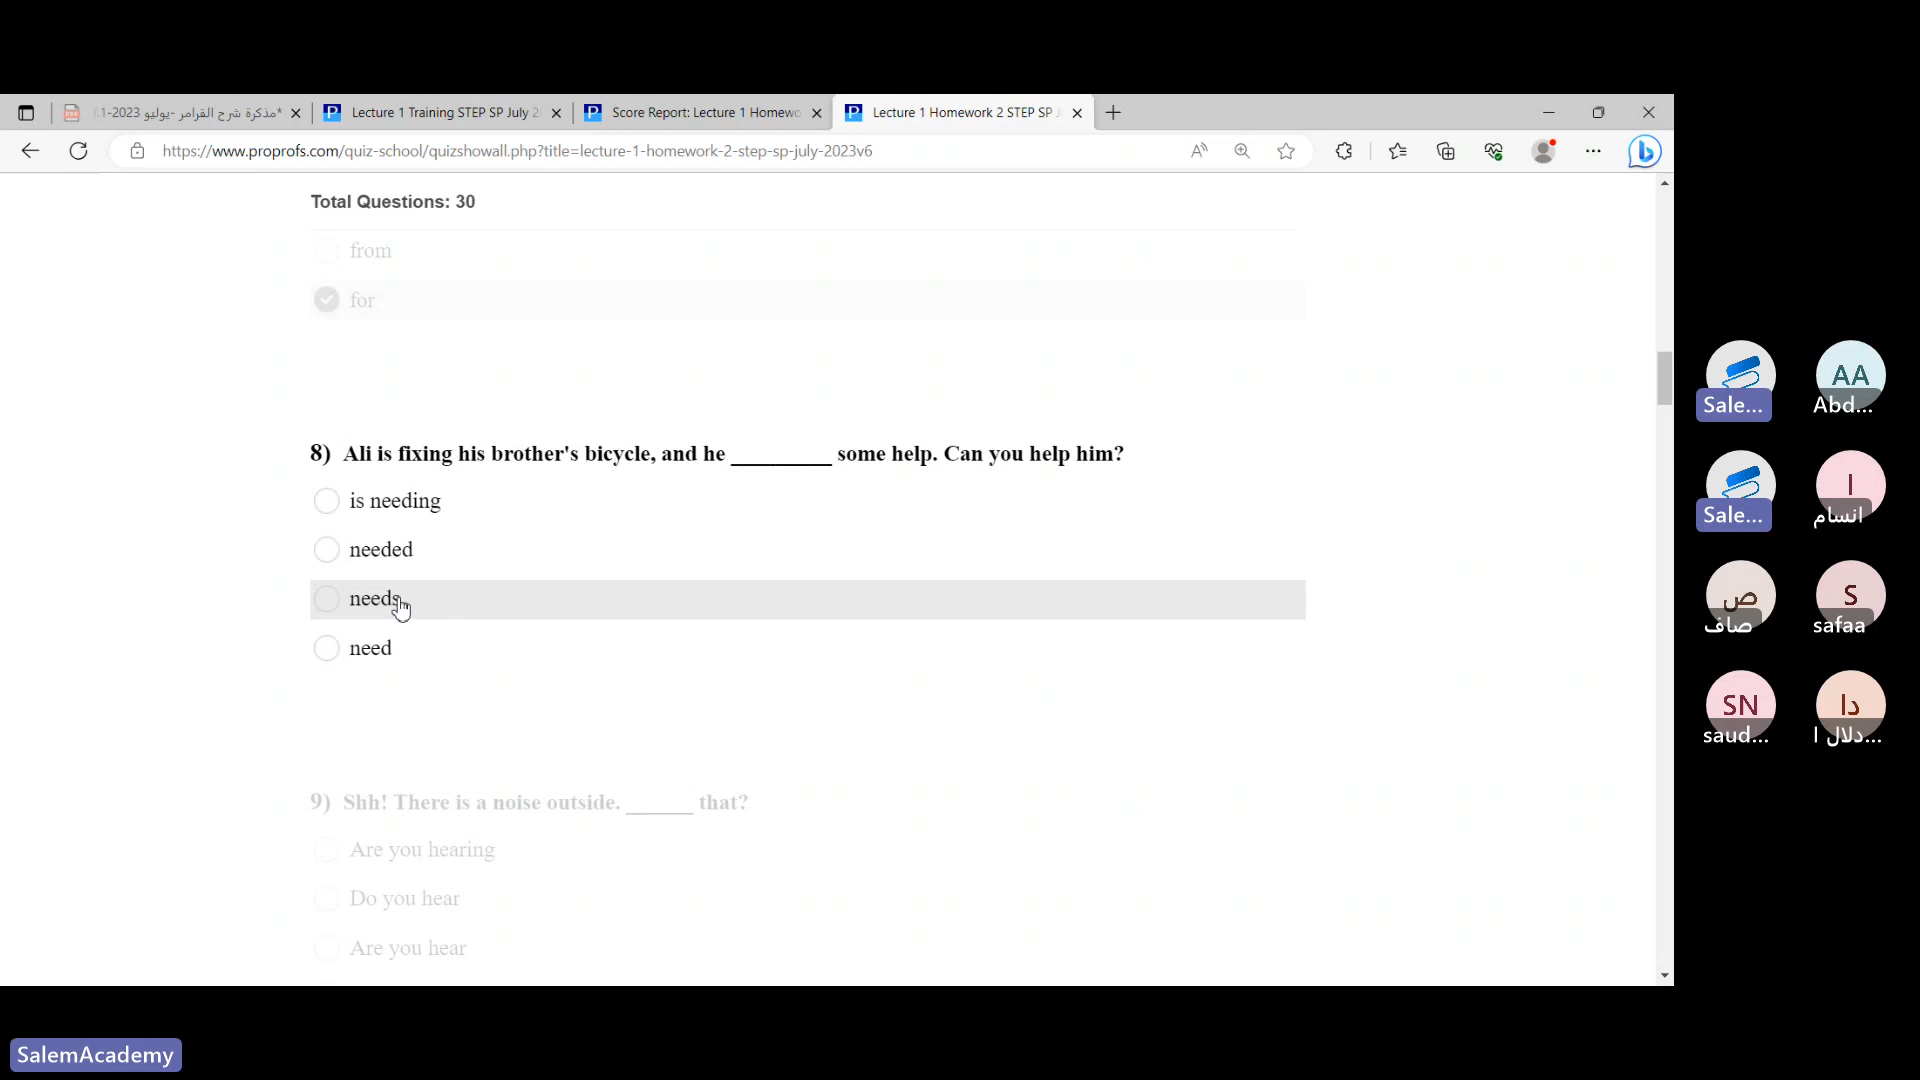 *مذكرة شرح القرامر -يوليو 2023-1
Lecture 1 Training STEP SP July 2
Score Report: Lecture 1 Homewo
Lecture 1 Homework 2 STEP SP J
https://www.proprofs.com/quiz-school/quizshowall.php?title=lecture-1-homework-2-step-sp-july-2023v6
Total Questions: 30
from
for
8) Ali is fixing his brother's bicycle, and he _________ some help. Can you help him?
is needing
needed
needs
need
9) Shh! There is a noise outside. ______ that?
Are you hearing
Do you hear
Are you hear
Sale...
AA
Abd...
Sale...
ا
انسام
ص
صاف
S
safaa
SN
saud...
دا
دلال ا...
SalemAcademy